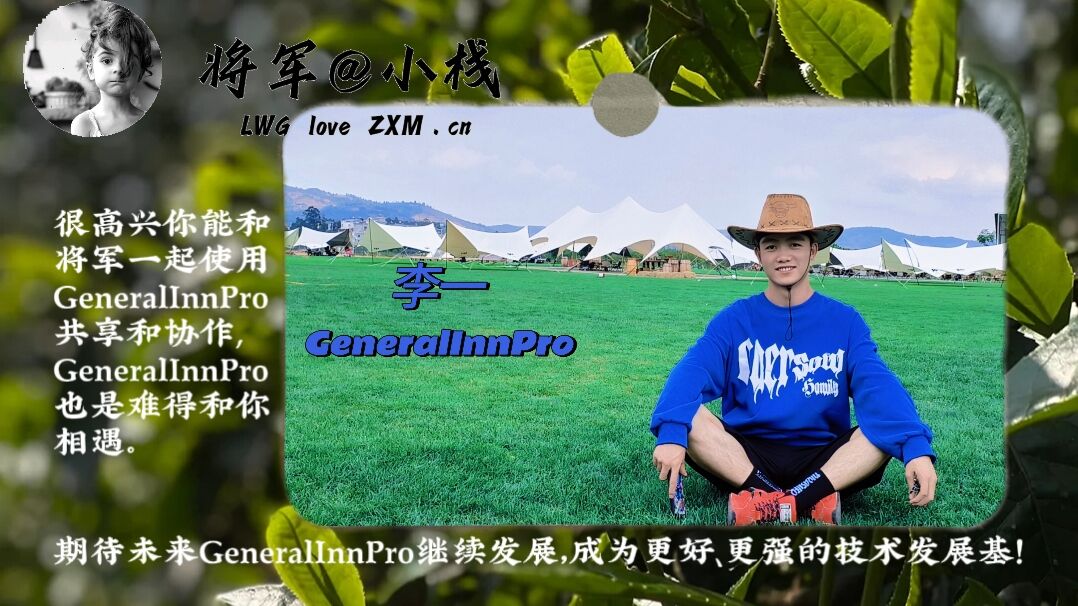 将军@小栈
LWG love ZXM.cn
很高兴你能和
将军一起使用
GeneralInnPro
共享和协作,
GeneralInnPro
也是难得和你
相遇。
李一
GeneralInnPro
期待未来GeneralInnPro继续发展,成为更好、更强的技术发展基!